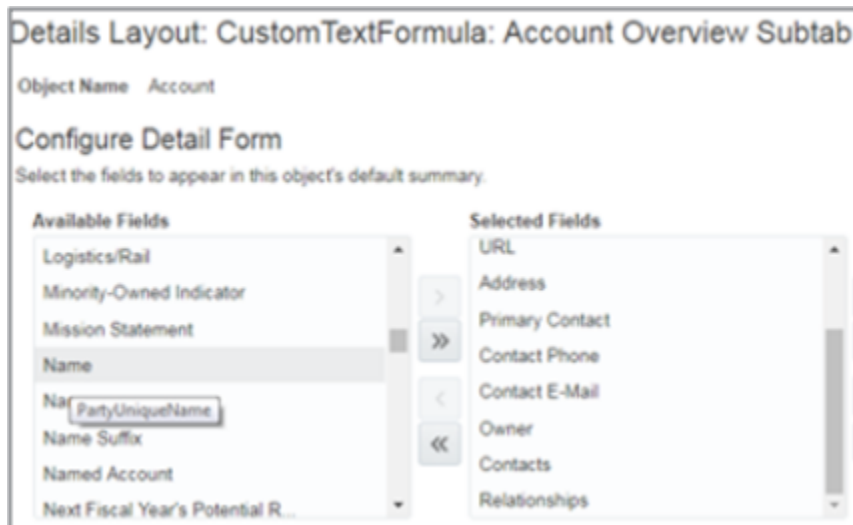 Details Layout: CustomTextFormula: Account Overview Subtab
Object Name Account
Configure Detail Form
Select the fields to appear in this object's default summary.
Available Fields
Logistics/Rail
Minority-Owned Indicator
Mission Statement
Name
PartyUniqueName
Name Suffix
Named Account
Next Fiscal Year's Potential R...
Selected Fields
URL
Address
Primary Contact
Contact Phone
Contact E-Mail
Owner
Contacts
Relationships